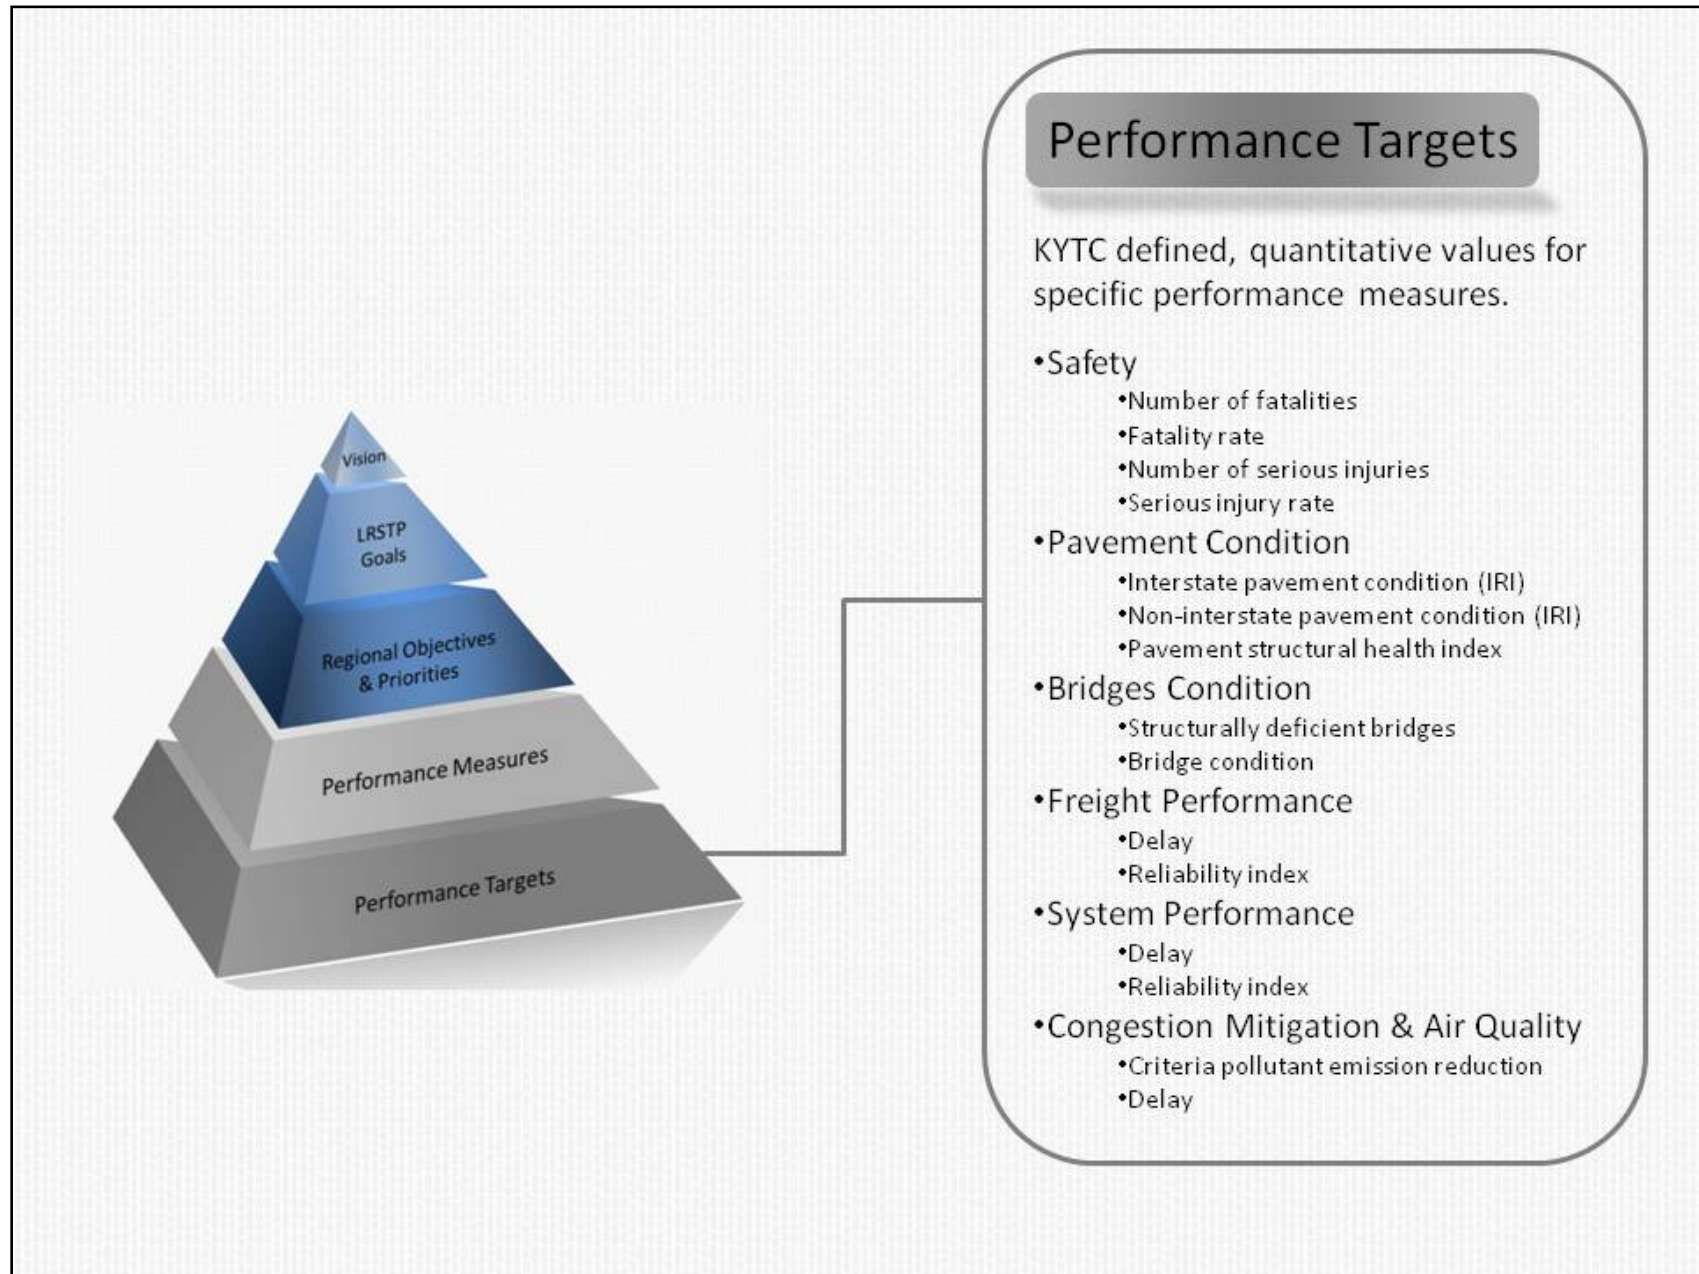 Vision
LRSTP
Goals
Regional Objectives
& Priorities
Performance Measures
Performance Targets
Performance Targets
KYTC defined, quantitative values for
specific performance measures.
•Safety
•Number of fatalities
•Fatality rate
•Number of serious injuries
•Serious injury rate
•Pavement Condition
•Interstate pavement condition (IRI)
•Non-interstate pavement condition (IRI)
•Pavement structural health index
•Bridges Condition
•Structurally deficient bridges
•Bridge condition
•Freight Performance
•Delay
•Reliability index
•System Performance
•Delay
•Reliability index
•Congestion Mitigation & Air Quality
•Criteria pollutant emission reduction
•Delay